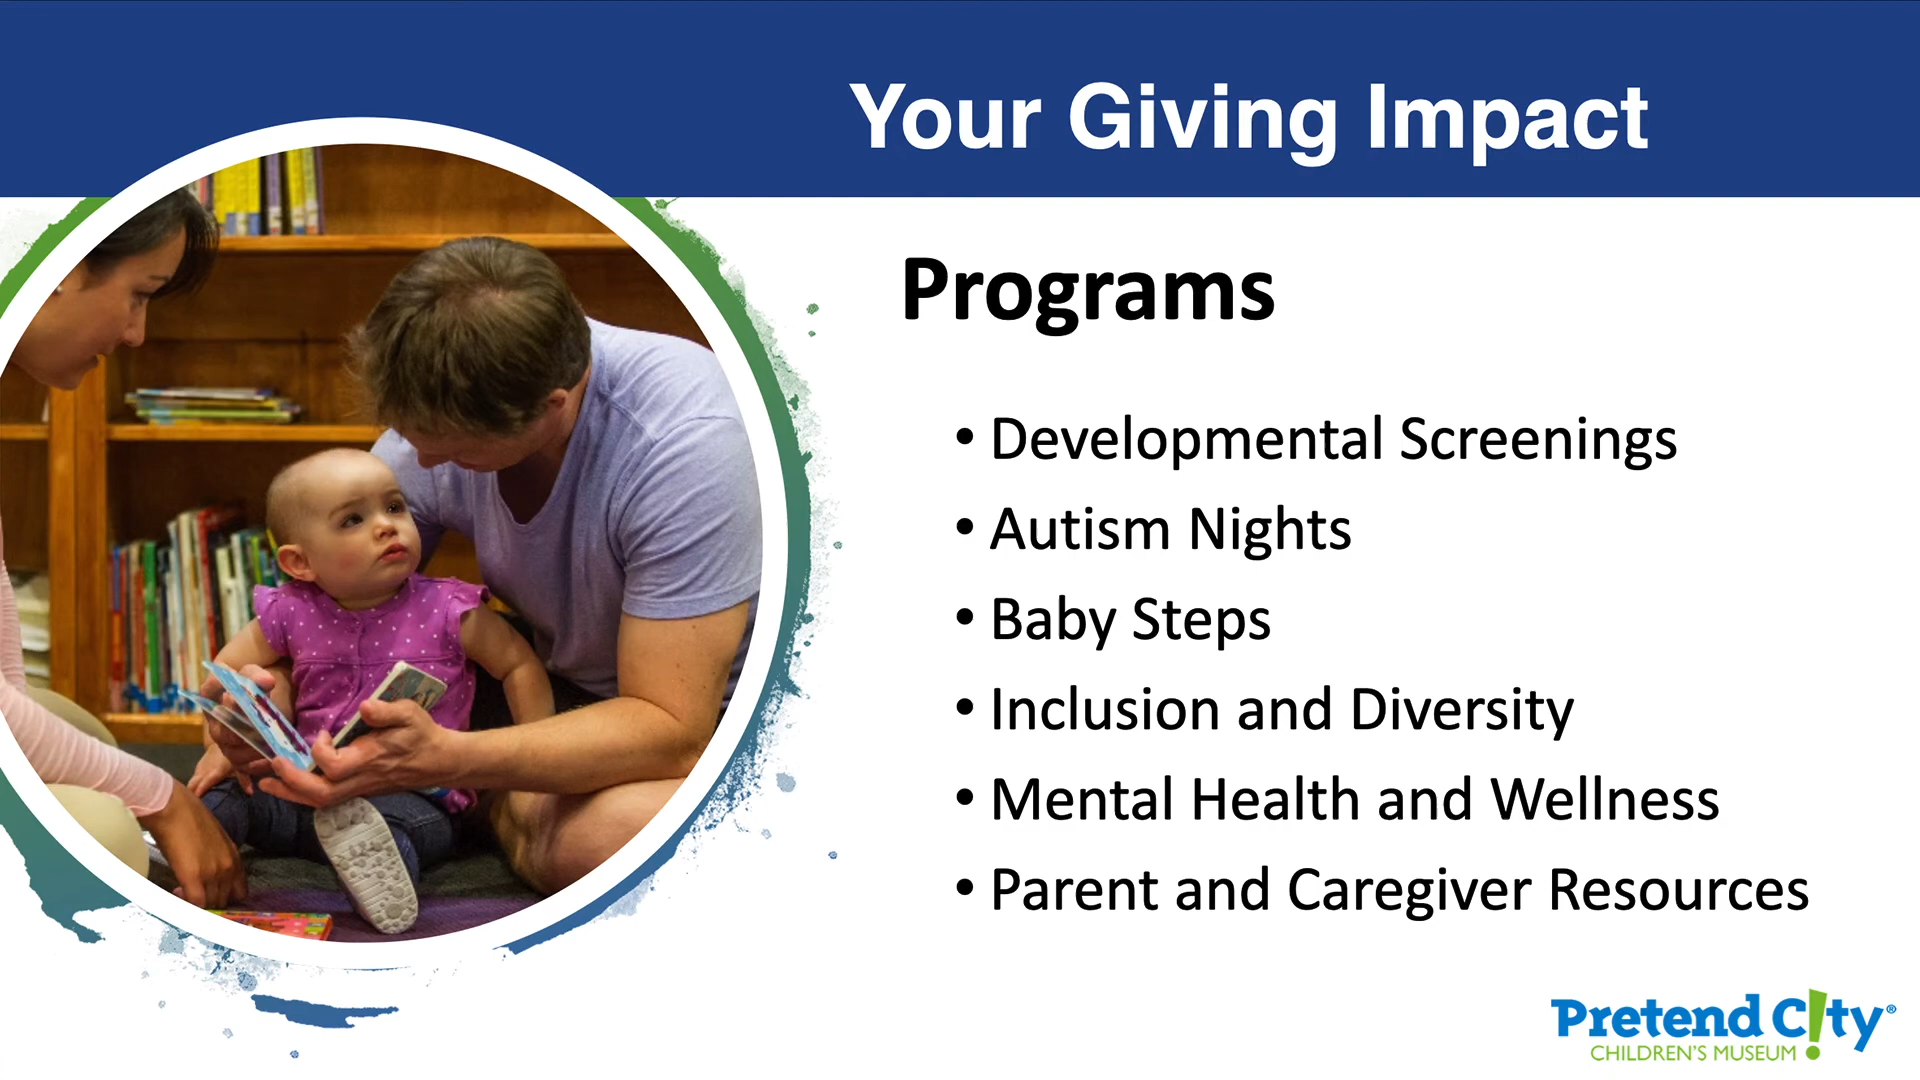 Your Giving Impact
Programs
• Developmental Screenings
• Autism Nights
• Baby Steps
• Inclusion and Diversity
• Mental Health and Wellness
• Parent and Caregiver Resources
Pretend C!ty®
CHILDREN'S MUSEUM